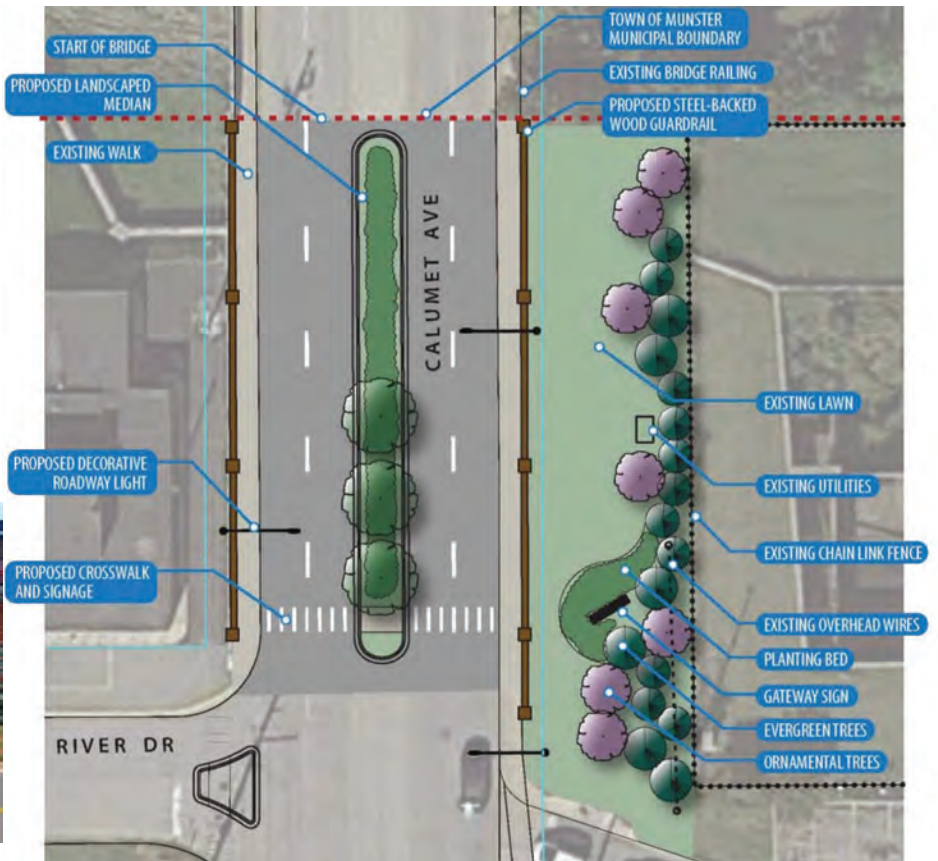 START OF BRIDGE
PROPOSED LANDSCAPED
MEDIAN
EXISTING WALK
PROPOSED DECORATIVE
ROADWAY LIGHT
PROPOSED CROSSWALK
AND SIGNAGE
RIVER DR
CALUMET AVE
TOWN OF MUNSTER
MUNICIPAL BOUNDARY
EXISTING BRIDGE RAILING
PROPOSED STEEL-BACKED
WOOD GUARDRAIL
EXISTING LAWN
EXISTING UTILITIES
EXISTING CHAIN LINK FENCE
EXISTING OVERHEAD WIRES
PLANTING BED
GATEWAY SIGN
EVERGREEN TREES
ORNAMENTAL TREES